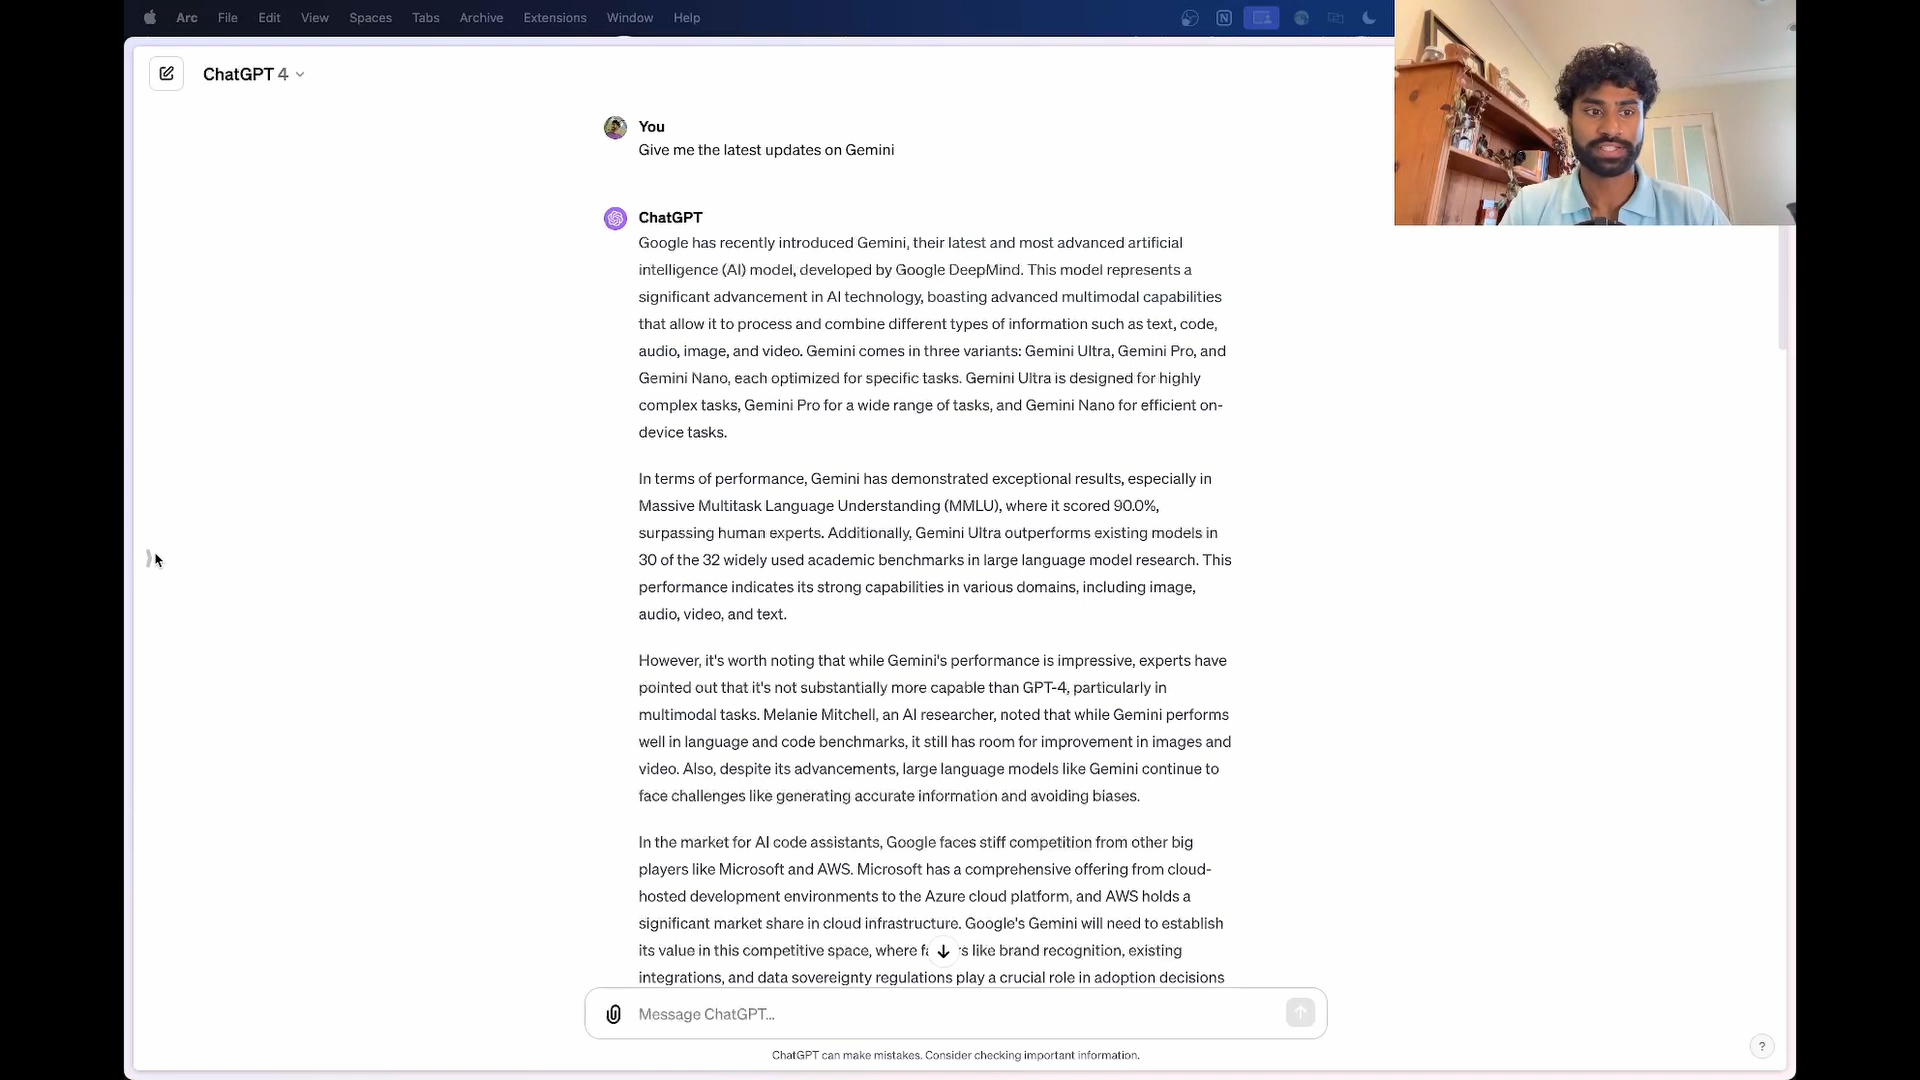 Arc File Edit View Spaces Tabs Archive Extensions Window Help
ChatGPT 4
You
Give me the latest updates on Gemini
ChatGPT
Google has recently introduced Gemini, their latest and most advanced artificial
intelligence (AI) model, developed by Google DeepMind. This model represents a
significant advancement in AI technology, boasting advanced multimodal capabilities
that allow it to process and combine different types of information such as text, code,
audio, image, and video. Gemini comes in three variants: Gemini Ultra, Gemini Pro, and
Gemini Nano, each optimized for specific tasks. Gemini Ultra is designed for highly
complex tasks, Gemini Pro for a wide range of tasks, and Gemini Nano for efficient on-
device tasks.
In terms of performance, Gemini has demonstrated exceptional results, especially in
Massive Multitask Language Understanding (MMLU), where it scored 90.0%,
surpassing human experts. Additionally, Gemini Ultra outperforms existing models in
30 of the 32 widely used academic benchmarks in large language model research. This
performance indicates its strong capabilities in various domains, including image,
audio, video, and text.
However, it's worth noting that while Gemini's performance is impressive, experts have
pointed out that it's not substantially more capable than GPT-4, particularly in
multimodal tasks. Melanie Mitchell, an AI researcher, noted that while Gemini performs
well in language and code benchmarks, it still has room for improvement in images and
video. Also, despite its advancements, large language models like Gemini continue to
face challenges like generating accurate information and avoiding biases.
In the market for AI code assistants, Google faces stiff competition from other big
players like Microsoft and AWS. Microsoft has a comprehensive offering from cloud-
hosted development environments to the Azure cloud platform, and AWS holds a
significant market share in cloud infrastructure. Google's Gemini will need to establish
its value in this competitive space, where like brand recognition, existing
integrations, and data sovereignty regulations play a crucial role in adoption decisions
Message ChatGPT...
ChatGPT can make mistakes. Consider checking important information.
?